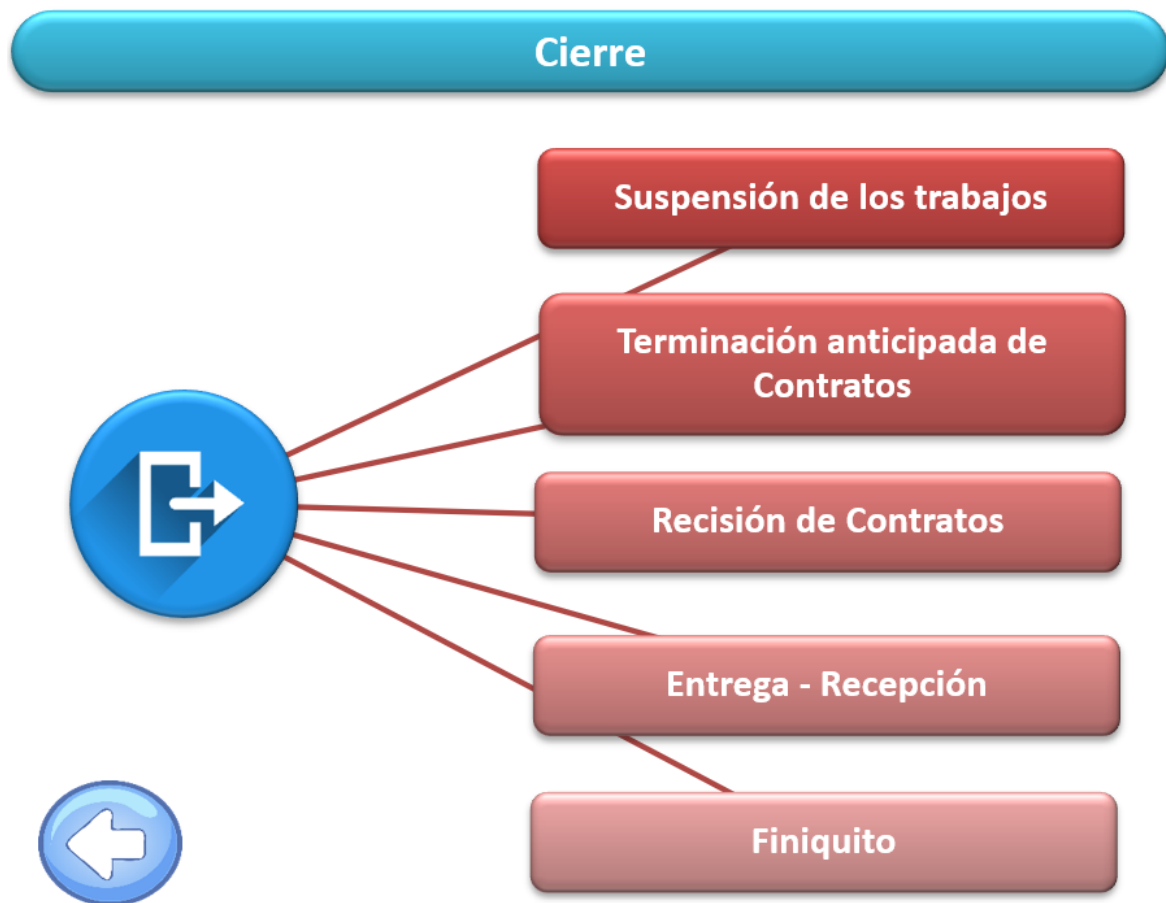 Cierre
Suspensión de los trabajos
Terminación anticipada de
Contratos
Recisión de Contratos
Entrega - Recepción
Finiquito